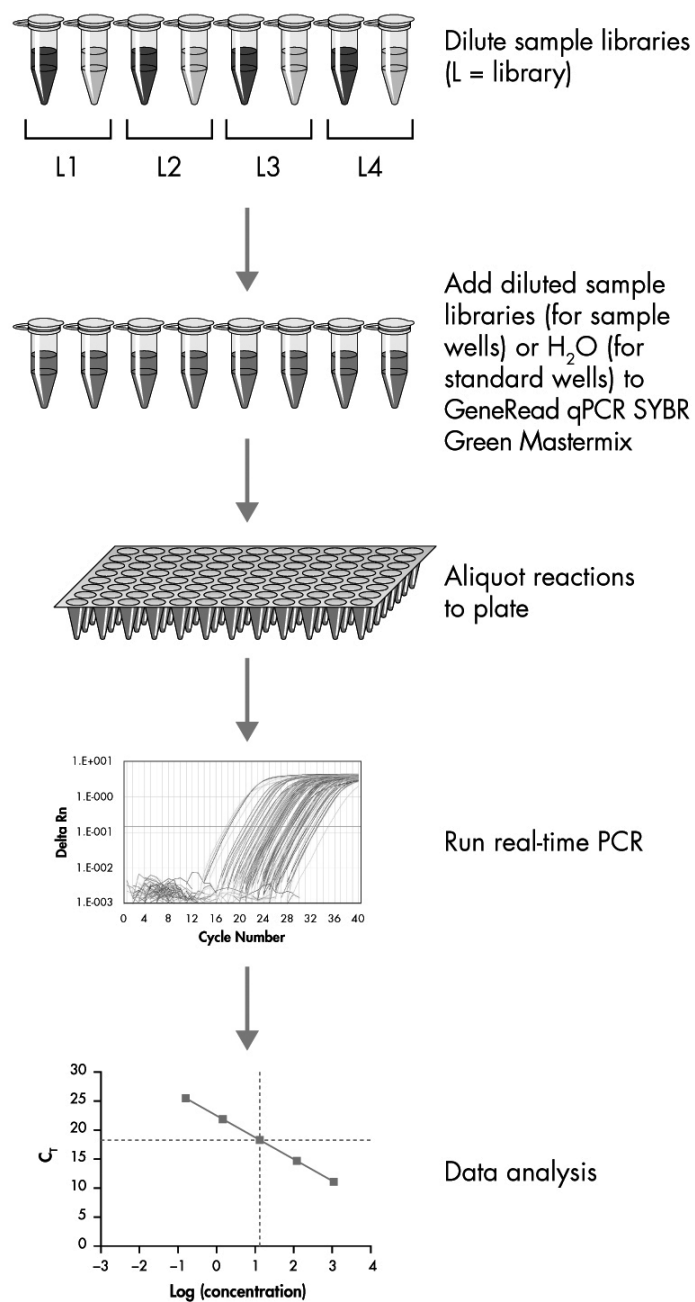 Dilute sample libraries
(L = library)
L1 L2 L3 L4
Add diluted sample
libraries (for sample
wells) or H₂O (for
standard wells) to
GeneRead qPCR SYBR
Green Mastermix
Aliquot reactions
to plate
1.E+001
1.E-000
1.E-001
1.E-002
1.E-003
Delta Rn
0 4 8 12 16 20 24 28 32 36 40
Cycle Number
Run real-time PCR
30
25
20
15
10
5
0
C_T
–3 –2 –1 0 1 2 3 4
Log (concentration)
Data analysis